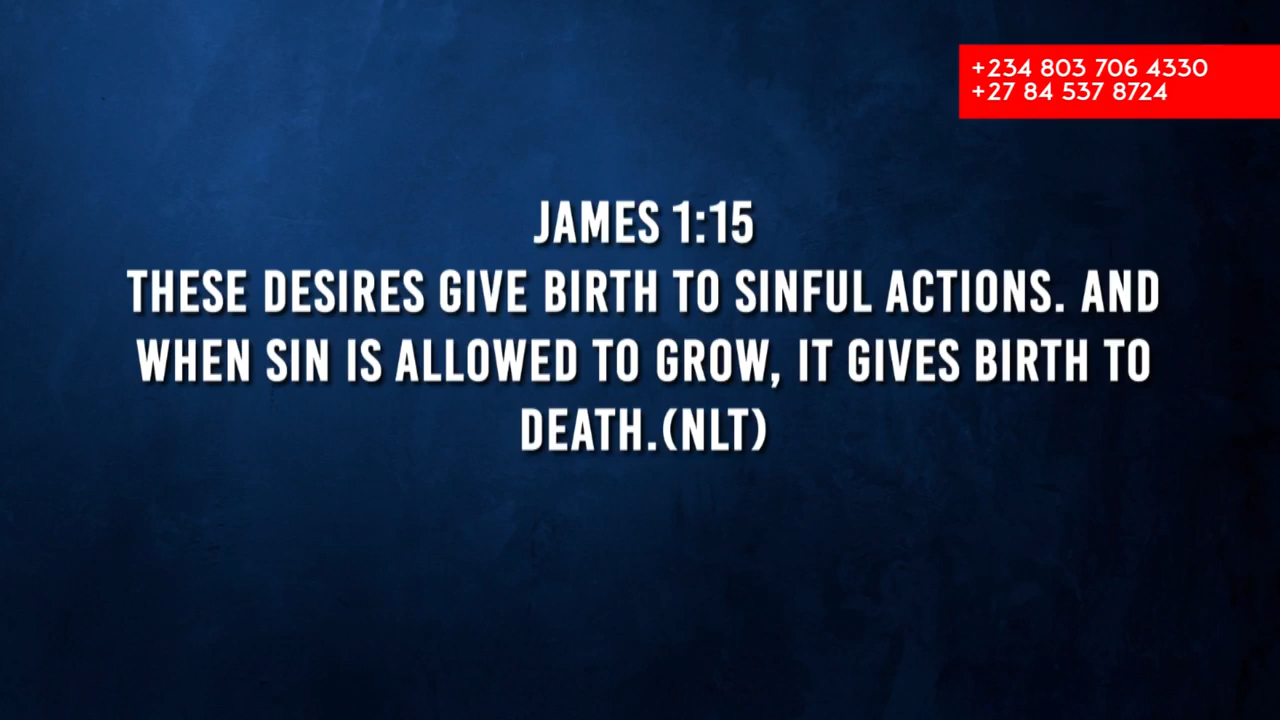 +234 803 706 4330
+27 84 537 8724
JAMES 1:15
THESE DESIRES GIVE BIRTH TO SINFUL ACTIONS. AND
WHEN SIN IS ALLOWED TO GROW, IT GIVES BIRTH TO
DEATH.(NLT)